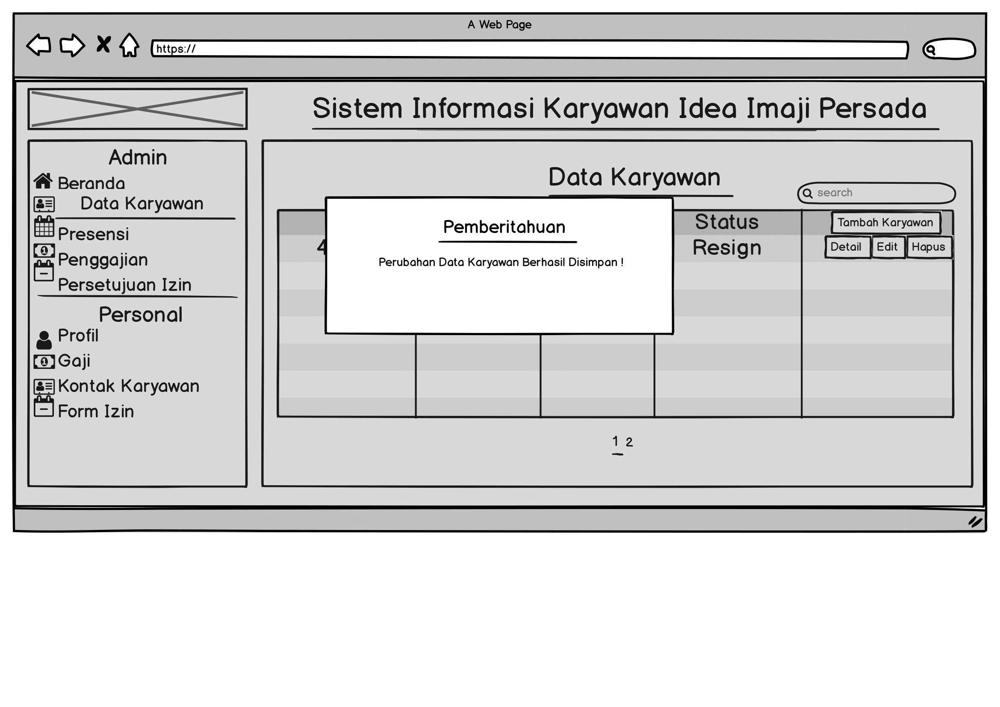 A Web Page
https://
Sistem Informasi Karyawan Idea Imaji Persada
Admin
Beranda
Data Karyawan
Presensi
Penggajian
Persetujuan Izin
Personal
Profil
Gaji
Kontak Karyawan
Form Izin
Data Karyawan
search
Status
Tambah Karyawan
Resign
Detail
Edit
Hapus
Pemberitahuan
Perubahan Data Karyawan Berhasil Disimpan !
1 2